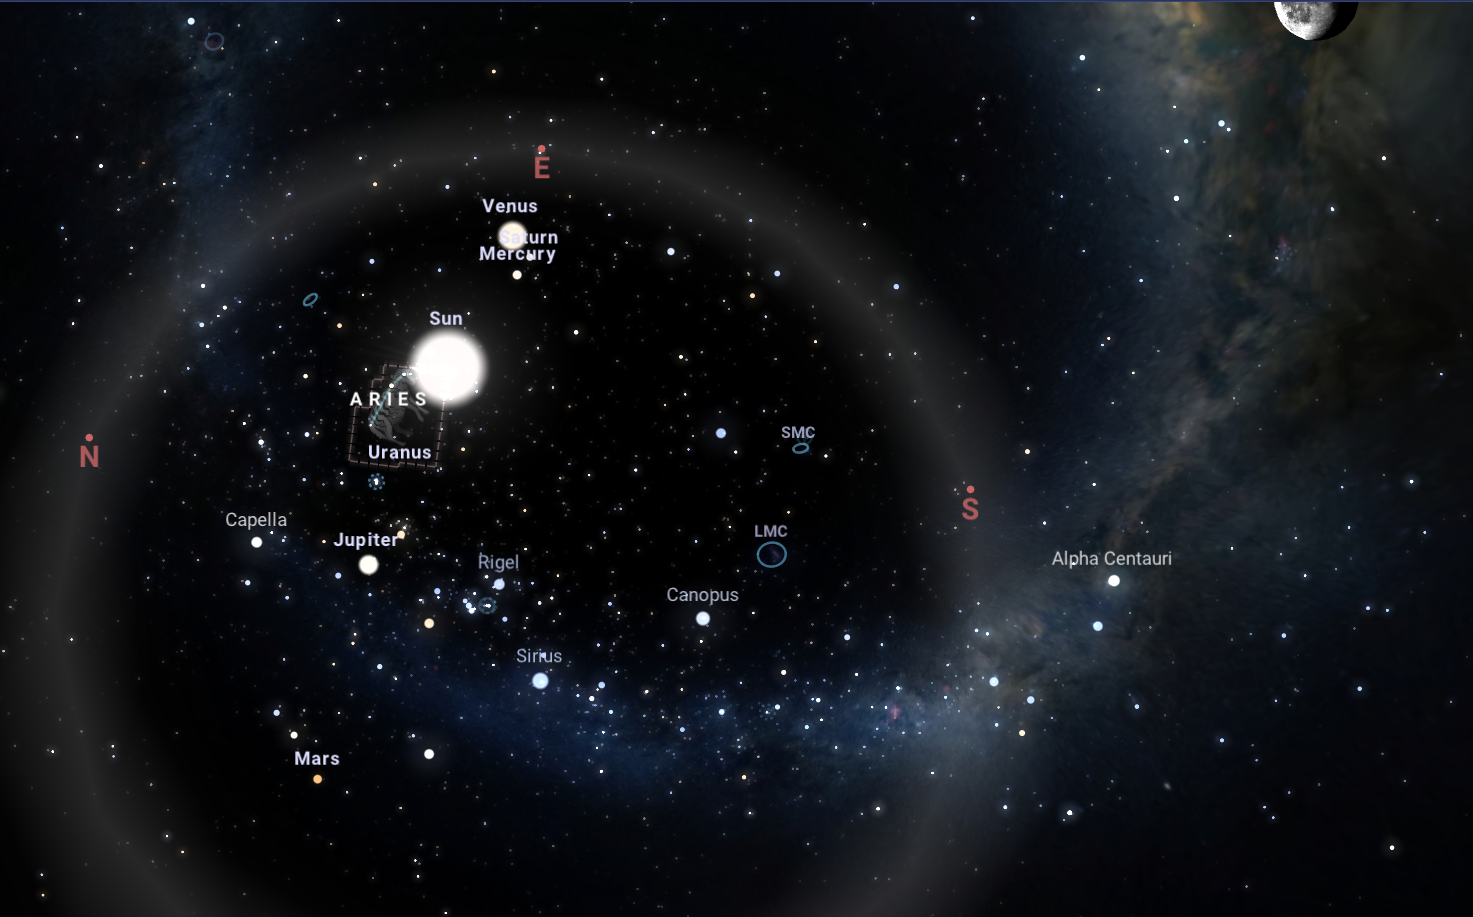 E
Venus
Saturn
Mercury
Sun
ARIES
SMC
N
Uranus
S
Capella
LMC
Jupiter
Alpha Centauri
Rigel
Canopus
Sirius
Mars